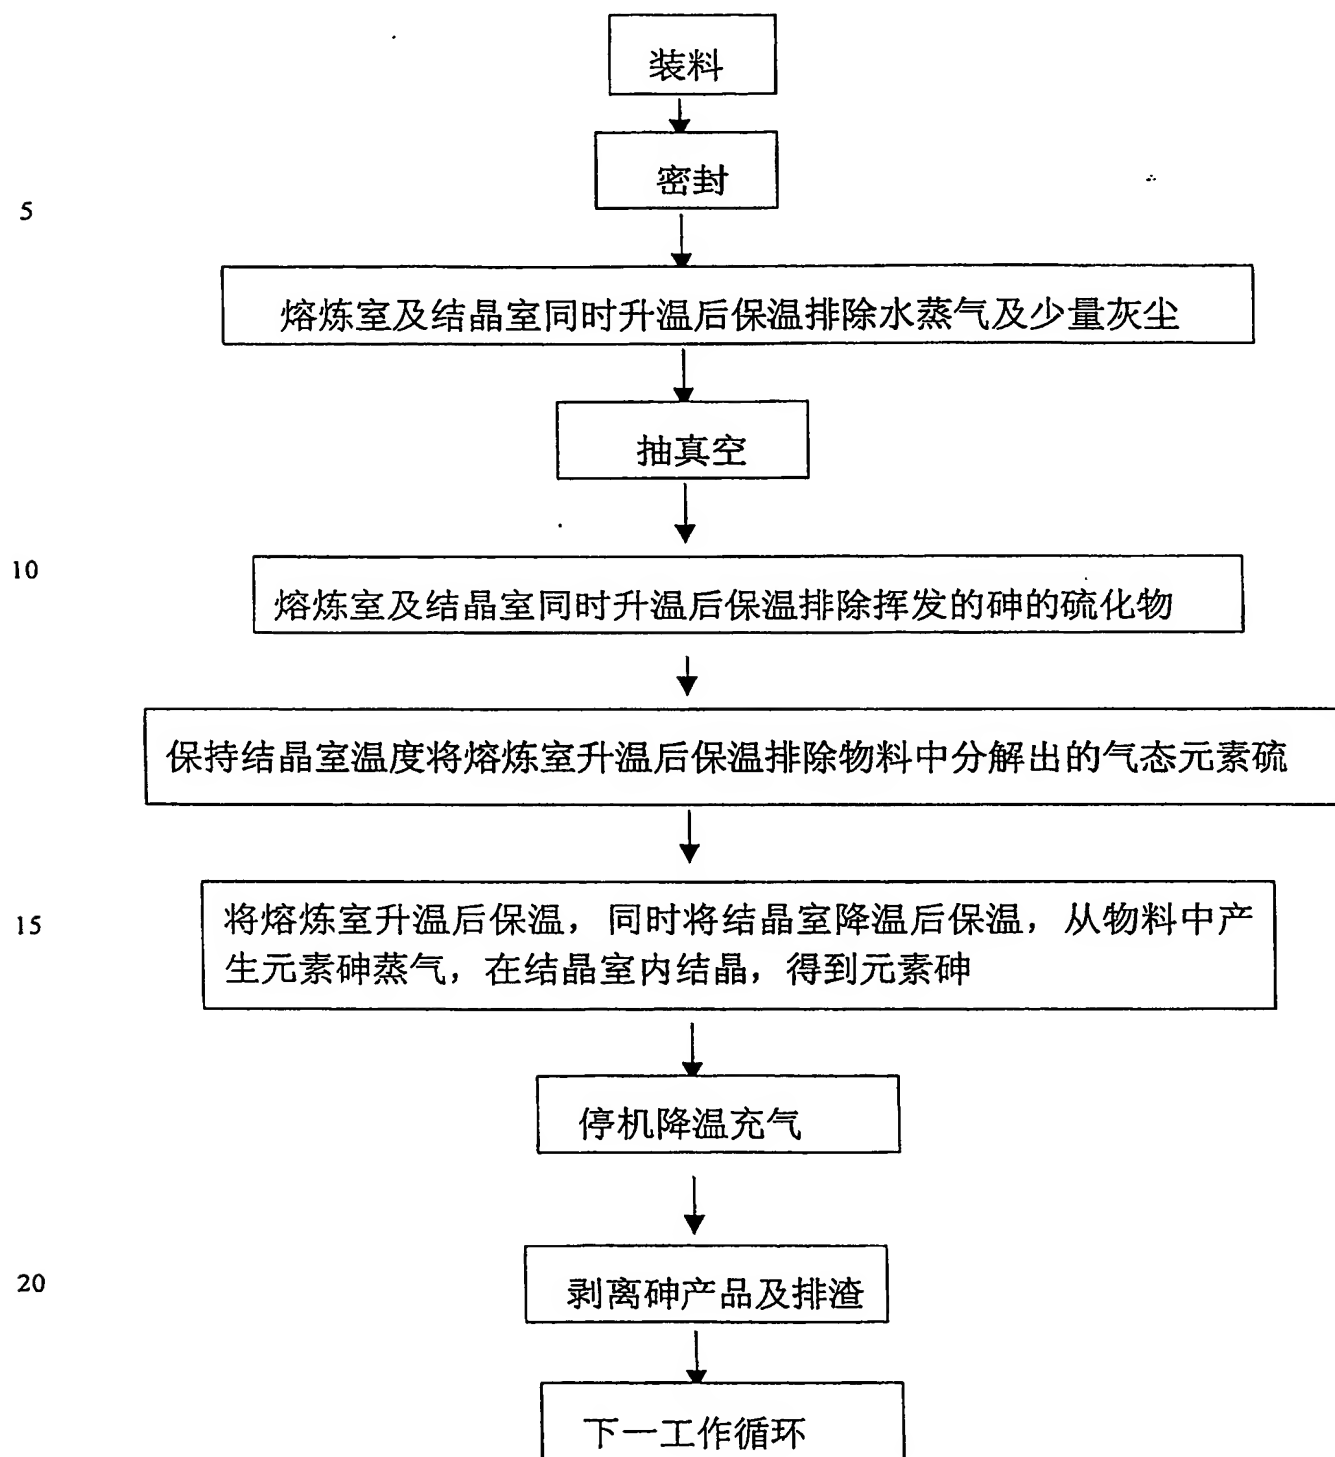 装料
密封
5
熔炼室及结晶室同时升温后保温排除水蒸气及少量灰尘
抽真空
10
熔炼室及结晶室同时升温后保温排除挥发的砷的硫化物
保持结晶室温度将熔炼室升温后保温排除物料中分解出的气态元素硫
15
将熔炼室升温后保温，同时将结晶室降温后保温，从物料中产
生元素砷蒸气，在结晶室内结晶，得到元素砷
停机降温充气
20
剥离砷产品及排渣
下一工作循环